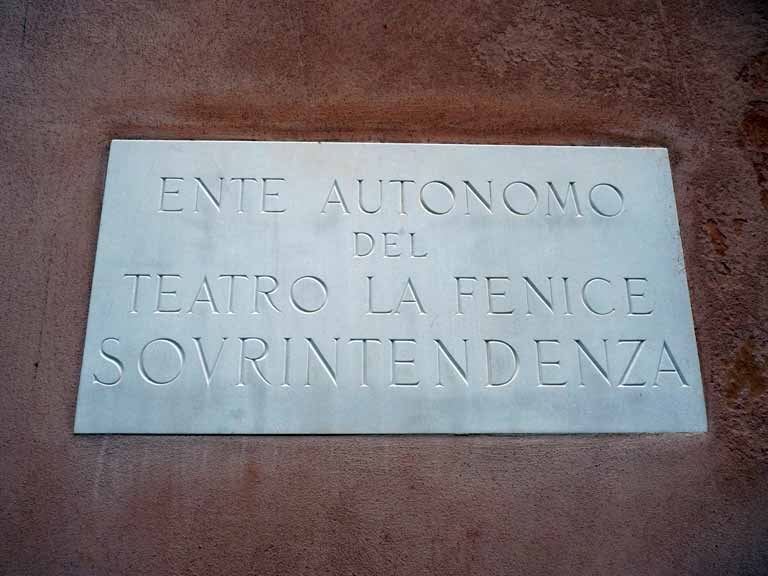 ENTE AUTONOMO
DEL
TEATRO LA FENICE
SOVRINTENDENZA